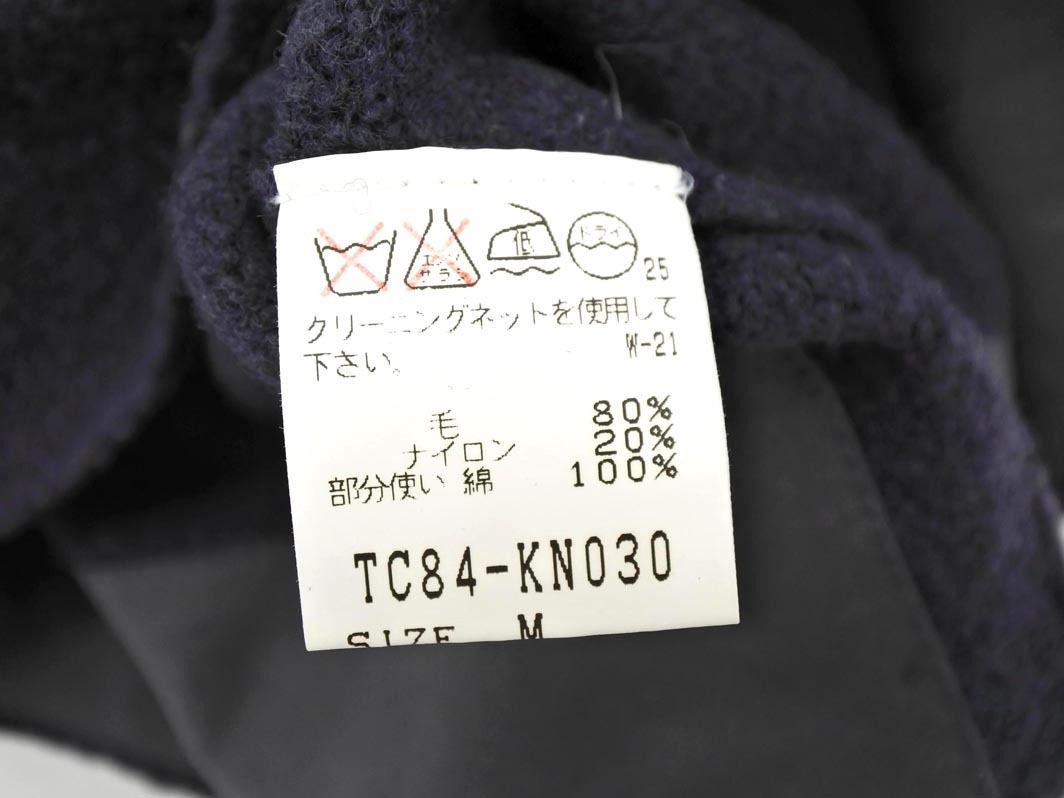 エンソ サラシ 低 ドライ
25
クリーニングネットを使用して
下さい。 W-21
毛 80%
ナイロン 20%
部分使い 綿 100%
TC84-KN030
SIZE M